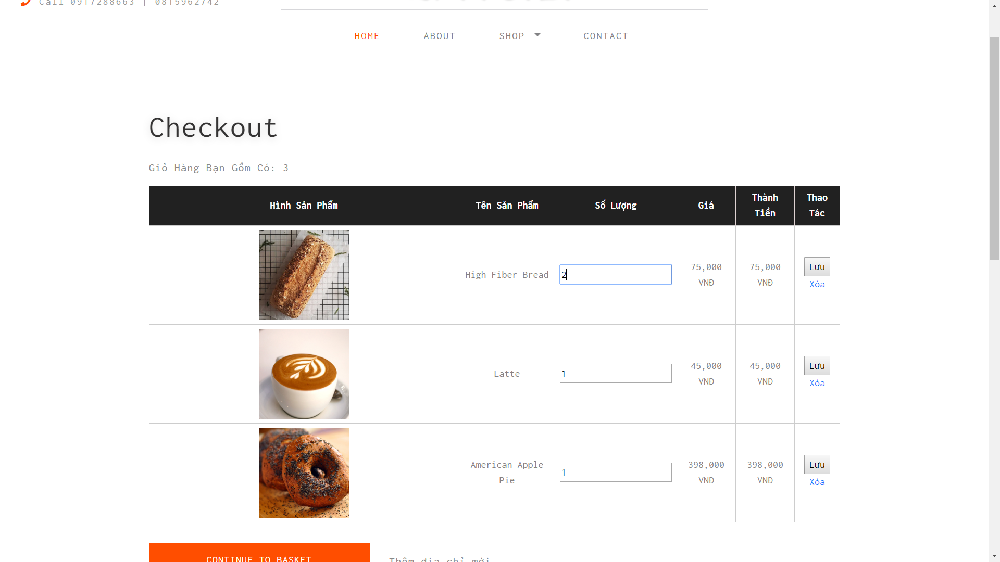 Call 0917288663 | 0815962742
HOME
ABOUT
SHOP
CONTACT
Checkout
Giỏ Hàng Bạn Gồm Có: 3
Hình Sản Phẩm
Tên Sản Phẩm
Số Lượng
Giá
Thành
Tiền
Thao
Tác
High Fiber Bread
2
75,000
VNĐ
75,000
VNĐ
Lưu
Xóa
Latte
1
45,000
VNĐ
45,000
VNĐ
Lưu
Xóa
American Apple
Pie
1
398,000
VNĐ
398,000
VNĐ
Lưu
Xóa
CONTINUE TO BASKET
Thêm địa chỉ mới